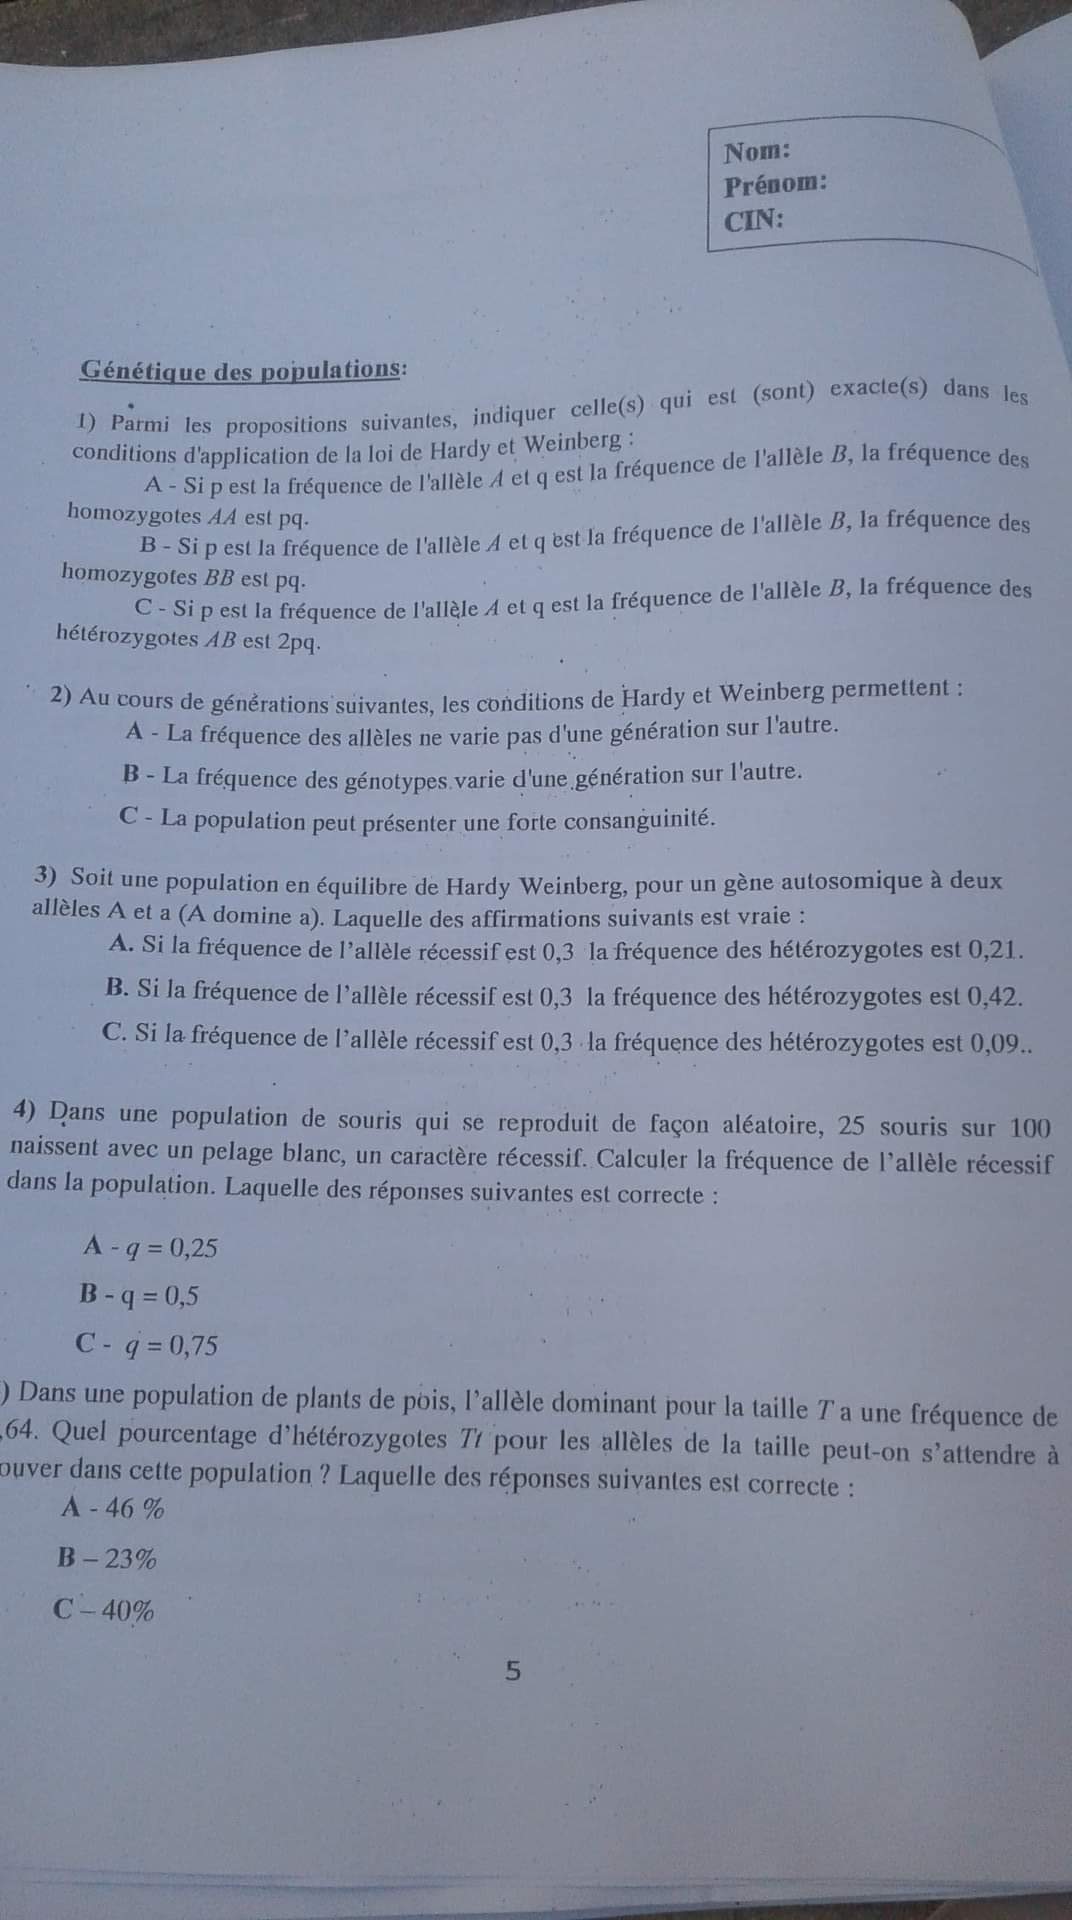 Nom:
Prénom:
CIN:
Génétique des populations:
1) Parmi les propositions suivantes, indiquer celle(s) qui est (sont) exacte(s) dans les
conditions d'application de la loi de Hardy et Weinberg :
A - Si p est la fréquence de l'allèle A et q est la fréquence de l'allèle B, la fréquence des
homozygotes AA est pq.
B - Si p est la fréquence de l'allèle A et q est la fréquence de l'allèle B, la fréquence des
homozygotes BB est pq.
C - Si p est la fréquence de l'allèle A et q est la fréquence de l'allèle B, la fréquence des
hétérozygotes AB est 2pq.
2) Au cours de générations suivantes, les conditions de Hardy et Weinberg permettent :
A - La fréquence des allèles ne varie pas d'une génération sur l'autre.
B - La fréquence des génotypes varie d'une génération sur l'autre.
C - La population peut présenter une forte consanguinité.
3) Soit une population en équilibre de Hardy Weinberg, pour un gène autosomique à deux
allèles A et a (A domine a). Laquelle des affirmations suivants est vraie :
A. Si la fréquence de l’allèle récessif est 0,3 la fréquence des hétérozygotes est 0,21.
B. Si la fréquence de l’allèle récessif est 0,3 la fréquence des hétérozygotes est 0,42.
C. Si la fréquence de l’allèle récessif est 0,3 la fréquence des hétérozygotes est 0,09..
4) Dans une population de souris qui se reproduit de façon aléatoire, 25 souris sur 100
naissent avec un pelage blanc, un caractère récessif. Calculer la fréquence de l’allèle récessif
dans la population. Laquelle des réponses suivantes est correcte :
A - q = 0,25
B - q = 0,5
C - q = 0,75
) Dans une population de plants de pois, l’allèle dominant pour la taille T a une fréquence de
,64. Quel pourcentage d’hétérozygotes Tt pour les allèles de la taille peut-on s’attendre à
ouver dans cette population ? Laquelle des réponses suivantes est correcte :
A - 46 %
B – 23%
C – 40%
5